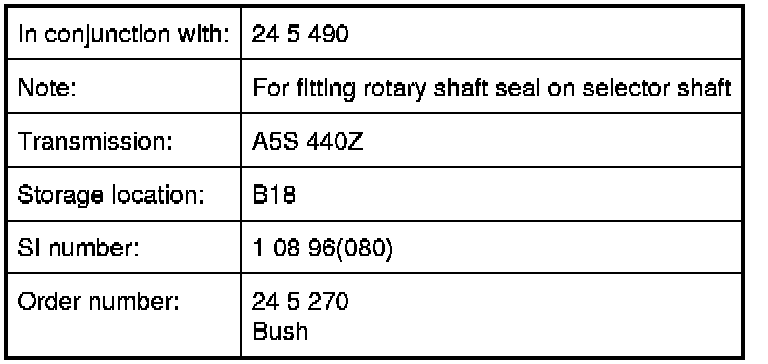 In conjunction with: 24 5 490
Note: For fitting rotary shaft seal on selector shaft
Transmission: A5S 440Z
Storage location: B18
SI number: 1 08 96(080)
Order number: 24 5 270
Bush